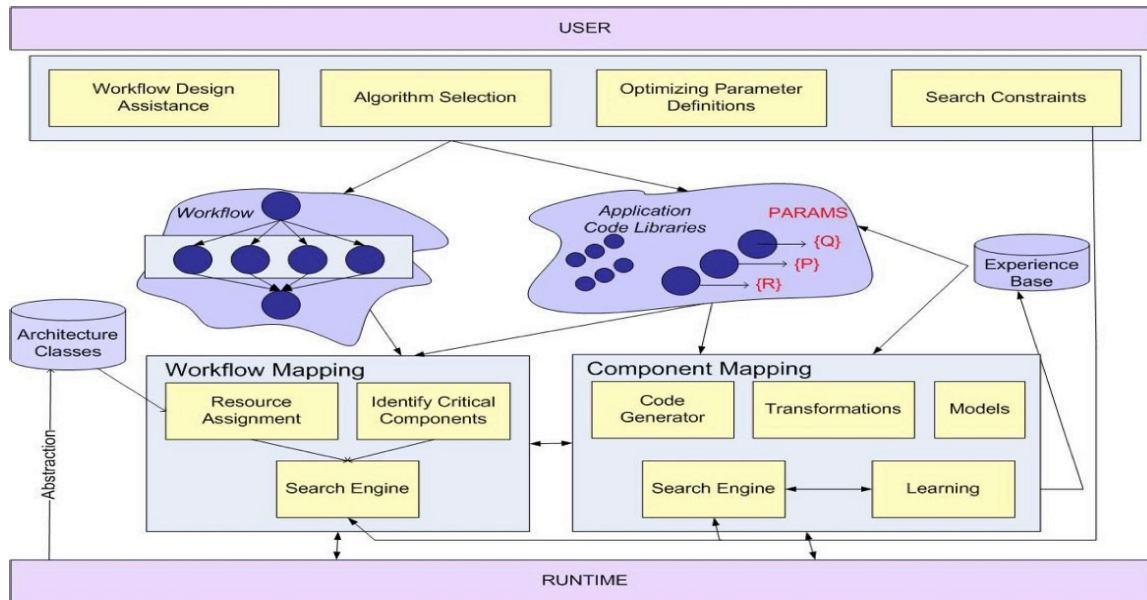 USER
Workflow Design
Assistance
Algorithm Selection
Optimizing Parameter
Definitions
Search Constraints
Workflow
Application
Code Libraries
PARAMS
{Q}
{P}
{R}
Experience
Base
Architecture
Classes
Abstraction
Workflow Mapping
Resource
Assignment
Identify Critical
Components
Search Engine
Component Mapping
Code
Generator
Transformations
Models
Search Engine
Learning
RUNTIME